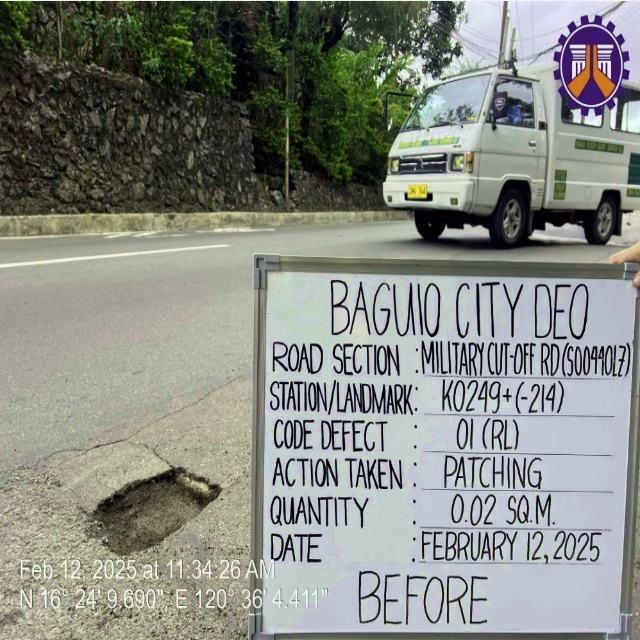 BAGUIO CITY DEO
ROAD SECTION : MILITARY CUT-OFF RD (S00440LZ)
STATION/LANDMARK: K0249+(-214)
CODE DEFECT : 01 (RL)
ACTION TAKEN : PATCHING
QUANTITY : 0.02 SQ.M.
DATE : FEBRUARY 12, 2025
BEFORE
Feb 12, 2025 at 11:34:26 AM
N 16° 24' 9.690", E 120° 36' 4.411"